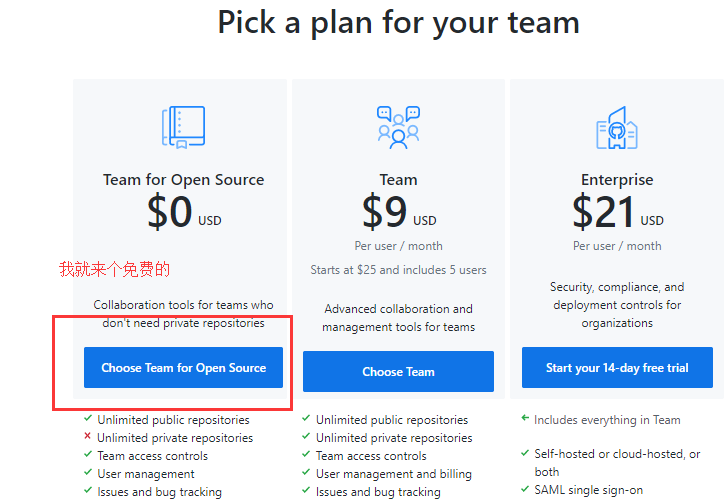 Pick a plan for your team
Team for Open Source
$0 USD
我就来个免费的
Collaboration tools for teams who
don't need private repositories
Choose Team for Open Source
Unlimited public repositories
Unlimited private repositories
Team access controls
User management
Issues and bug tracking
Team
$9 USD
Per user / month
Starts at $25 and includes 5 users
Advanced collaboration and
management tools for teams
Choose Team
Unlimited public repositories
Unlimited private repositories
Team access controls
User management and billing
Issues and bug tracking
Enterprise
$21 USD
Per user / month
Security, compliance, and
deployment controls for
organizations
Start your 14-day free trial
Includes everything in Team
Self-hosted or cloud-hosted, or
both
SAML single sign-on